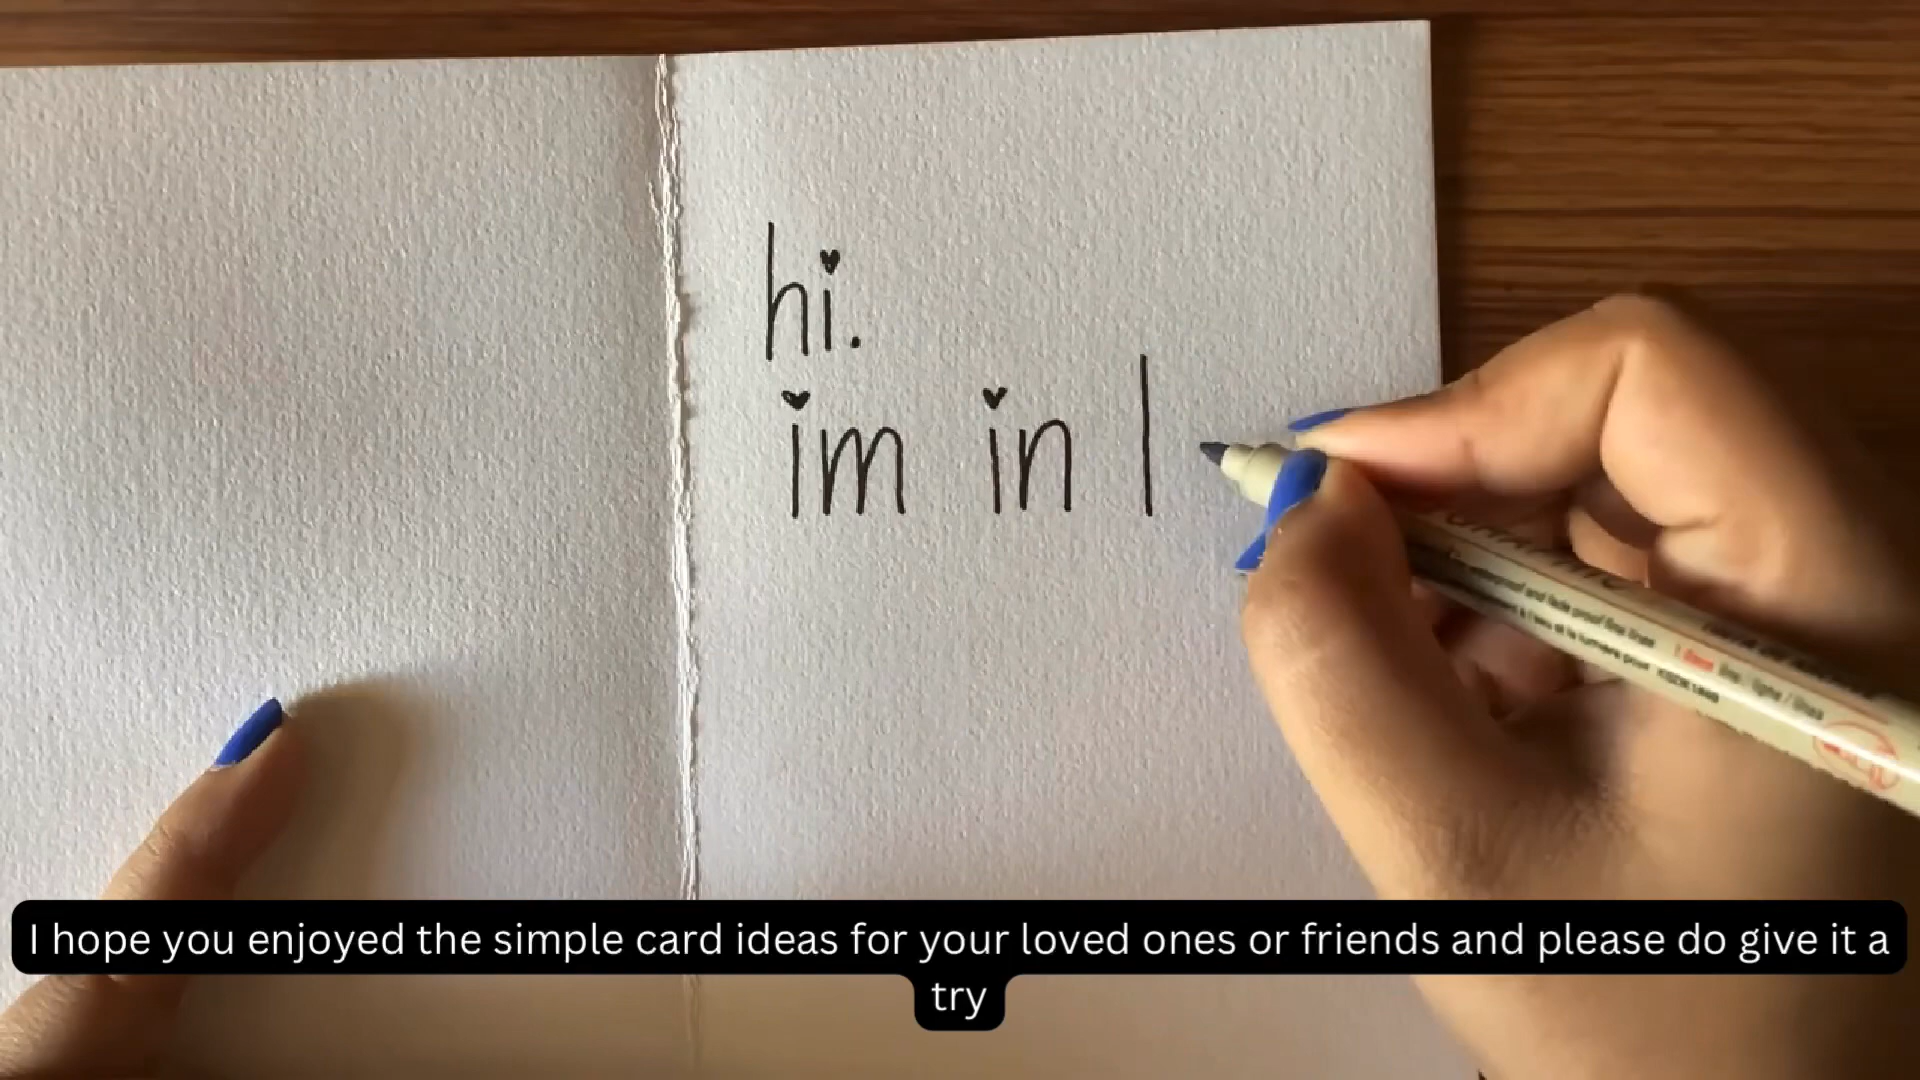 hi.
im in l
I hope you enjoyed the simple card ideas for your loved ones or friends and please do give it a
try